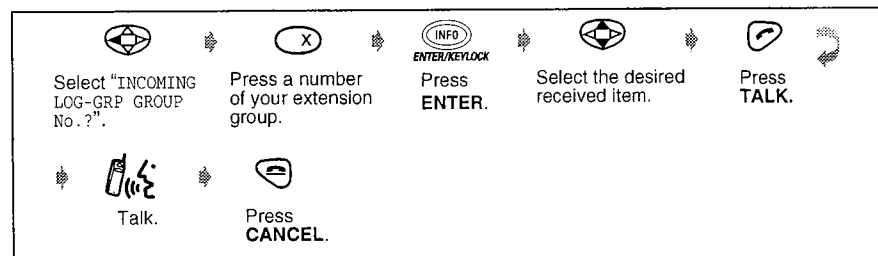 X
INFO
ENTER/KEYLOCK
Select "INCOMING
LOG-GRP GROUP
No.?".
Press a number
of your extension
group.
Press
ENTER.
Select the desired
received item.
Press
TALK.
Talk.
Press
CANCEL.